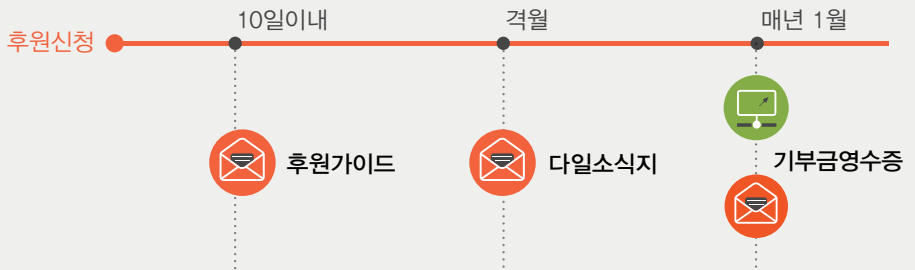 10일이내
격월
매년 1월
후원신청
후원가이드
다일소식지
기부금영수증